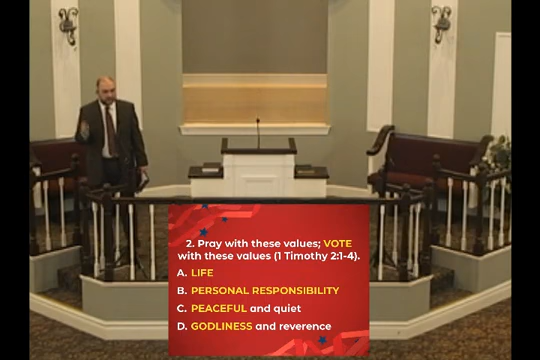 2. Pray with these values; VOTE
with these values (1 Timothy 2:1-4).
A. LIFE
B. PERSONAL RESPONSIBILITY
C. PEACEFUL and quiet
D. GODLINESS and reverence